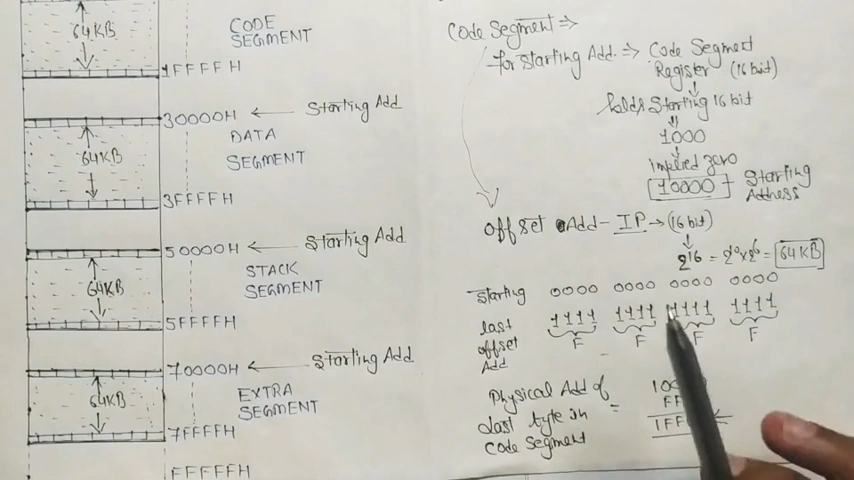 64KB
CODE
SEGMENT
1FFFFH
30000H ← Starting Add
DATA
64KB
SEGMENT
3FFFFH
50000H ← Starting Add
STACK
64KB
SEGMENT
5FFFFH
70000H ← Starting Add
EXTRA
64KB
SEGMENT
7FFFFH
FFFFFH
Code Segment ⇒
for Starting Add ⇒ Code Segment
Register (16 bit)
holds Starting 16 bit
1000
implied zero
10000 Starting
Address
Offset Add - IP → (16 bit)
2^16 = 2^10 × 2^6 = 64KB
Starting 0000 0000 0000 0000
last 1111 1111 1111 1111
offset F F F F
Add
Physical Add of
last byte in =
Code Segment